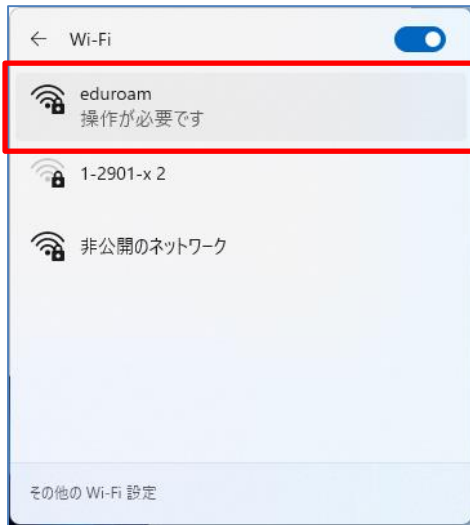 Wi-Fi
eduroam
操作が必要です
1-2901-x 2
非公開のネットワーク
その他の Wi-Fi 設定